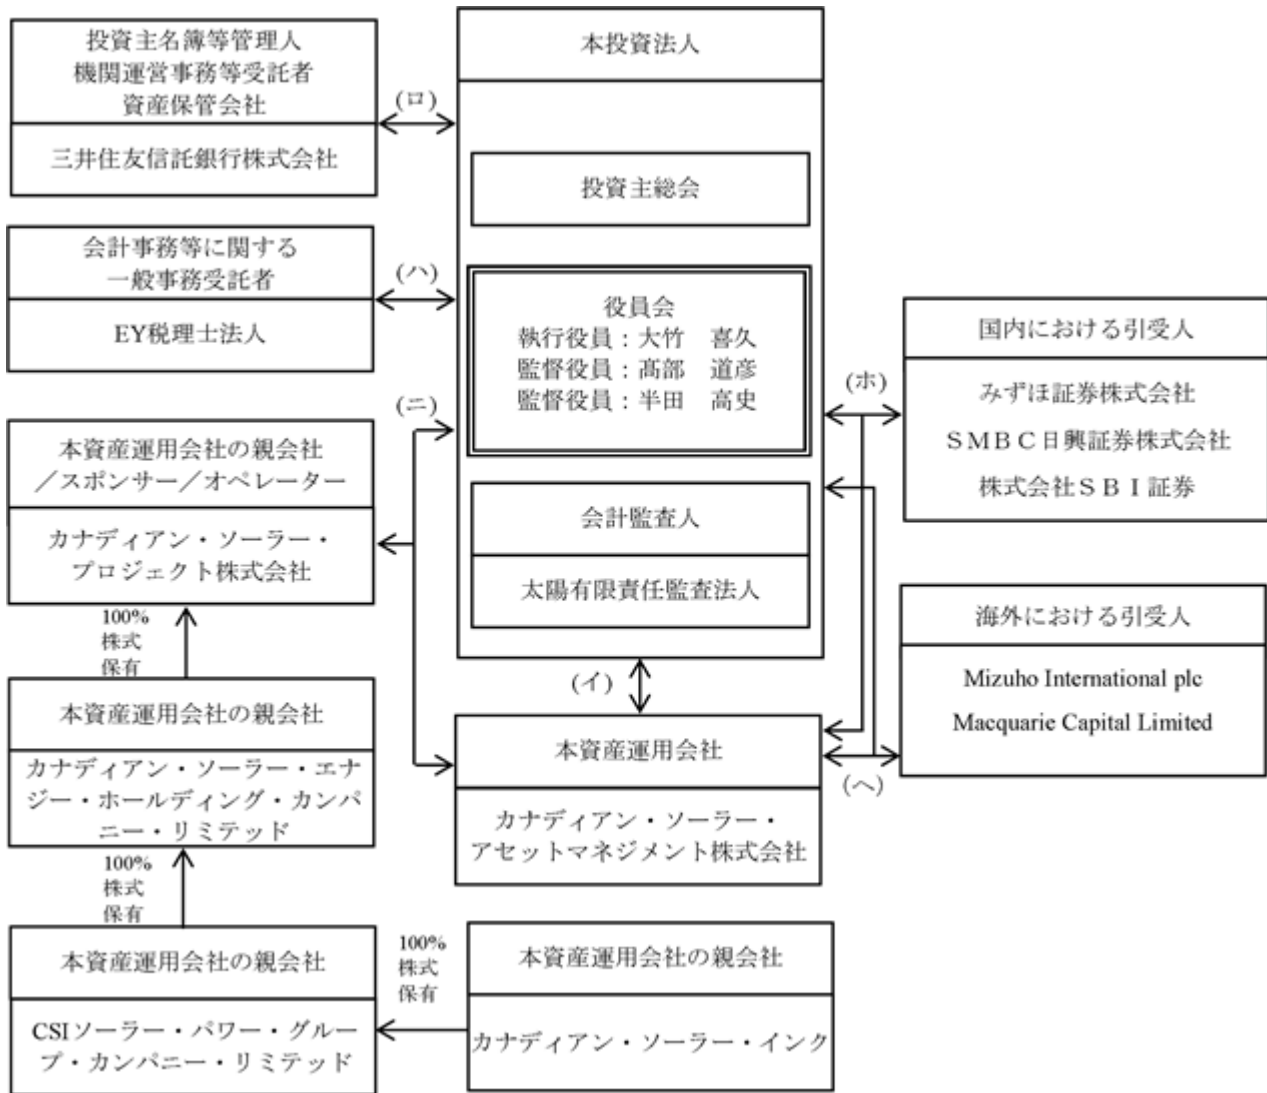 投資主名簿等管理人
機関運営事務等受託者
資産保管会社
三井住友信託銀行株式会社
(ロ)
本投資法人
投資主総会
会計事務等に関する
一般事務受託者
EY税理士法人
(ハ)
役員会
執行役員：大竹　喜久
監督役員：髙部　道彦
監督役員：半田　高史
(ニ)
(ホ)
国内における引受人
みずほ証券株式会社
ＳＭＢＣ日興証券株式会社
株式会社ＳＢＩ証券
本資産運用会社の親会社
／スポンサー／オペレーター
カナディアン・ソーラー・
プロジェクト株式会社
会計監査人
太陽有限責任監査法人
海外における引受人
Mizuho International plc
Macquarie Capital Limited
100%
株式
保有
(イ)
本資産運用会社の親会社
カナディアン・ソーラー・エナ
ジー・ホールディング・カンパ
ニー・リミテッド
本資産運用会社
カナディアン・ソーラー・
アセットマネジメント株式会社
(ヘ)
100%
株式
保有
本資産運用会社の親会社
CSIソーラー・パワー・グルー
プ・カンパニー・リミテッド
100%
株式
保有
本資産運用会社の親会社
カナディアン・ソーラー・インク